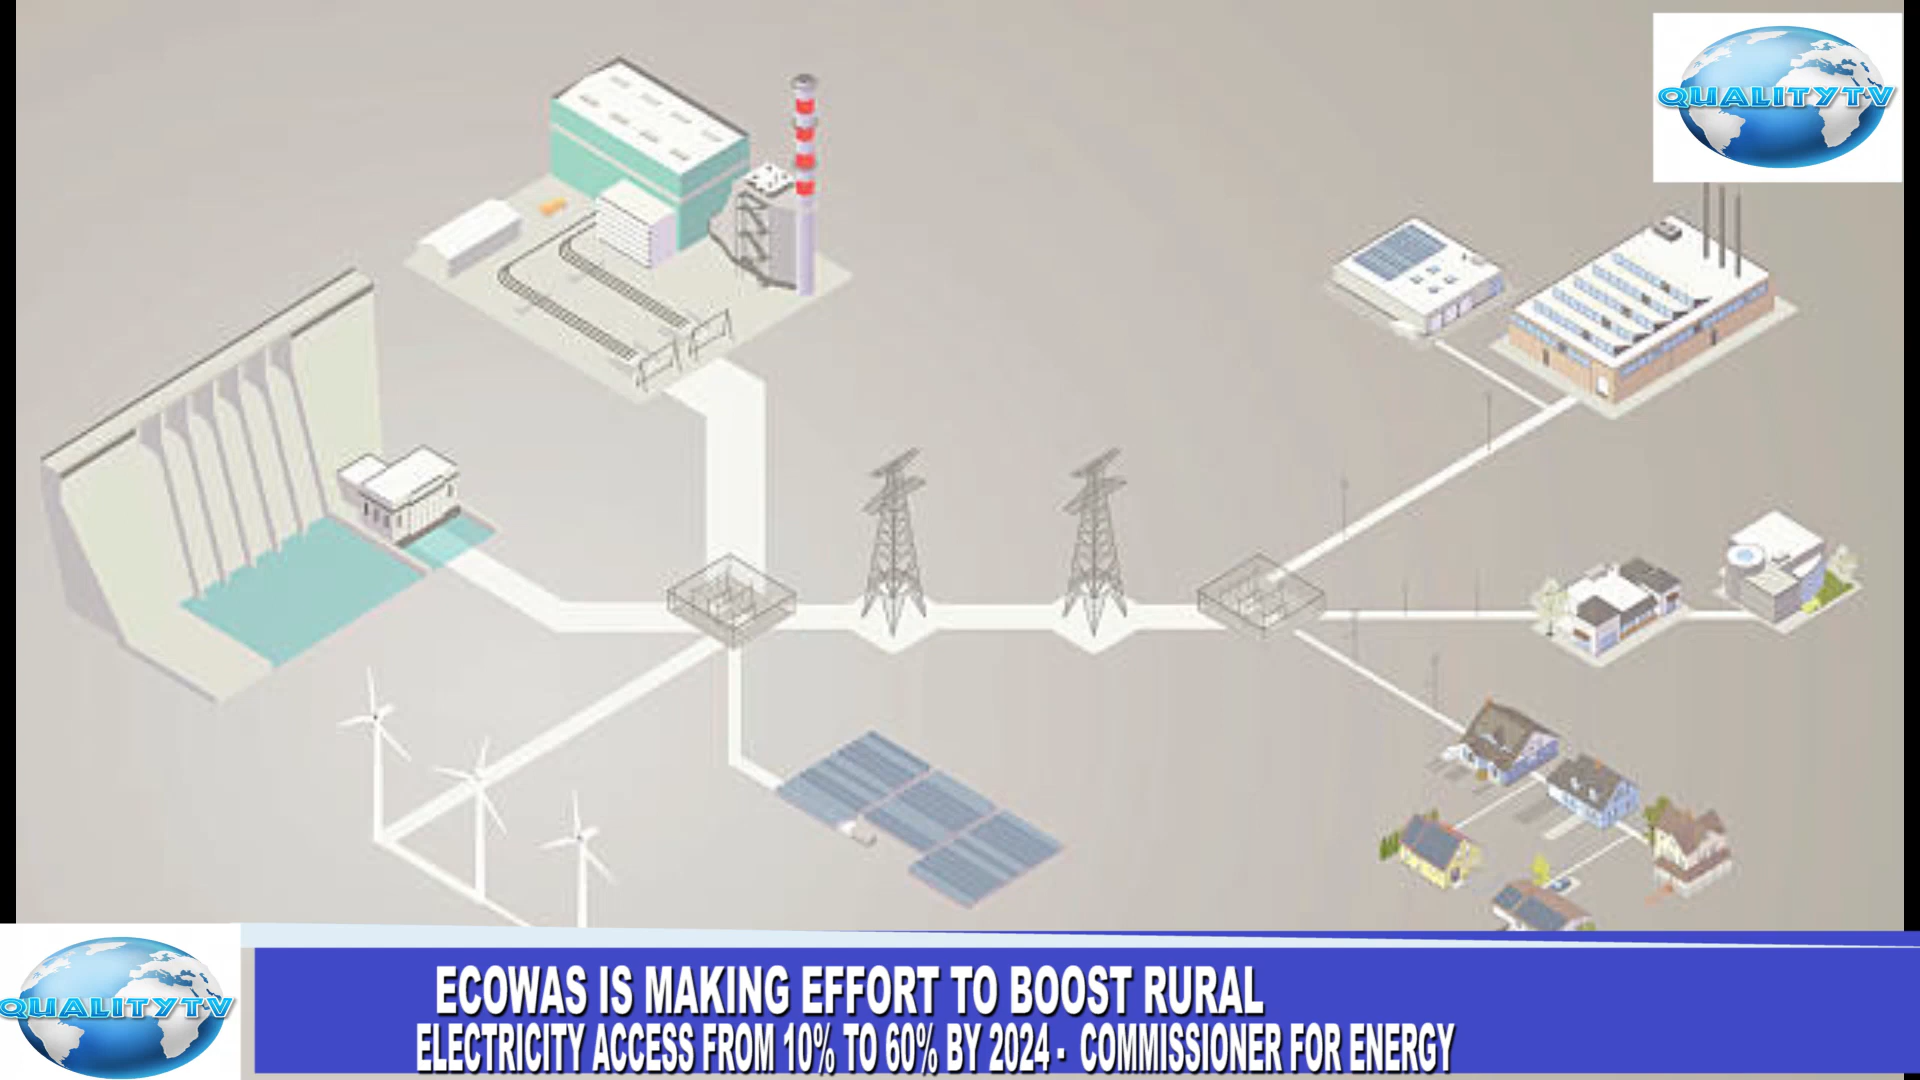 QUALITYTV
QUALITYTV
ECOWAS IS MAKING EFFORT TO BOOST RURAL
ELECTRICITY ACCESS FROM 10% TO 60% BY 2024 - COMMISSIONER FOR ENERGY